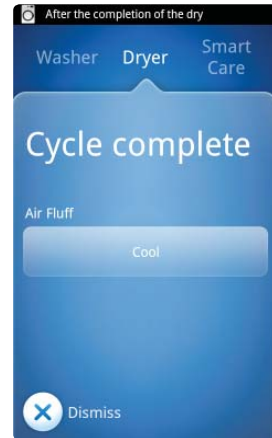 After the completion of the dry
Washer Dryer Smart Care
Cycle complete
Air Fluff
Cool
Dismiss